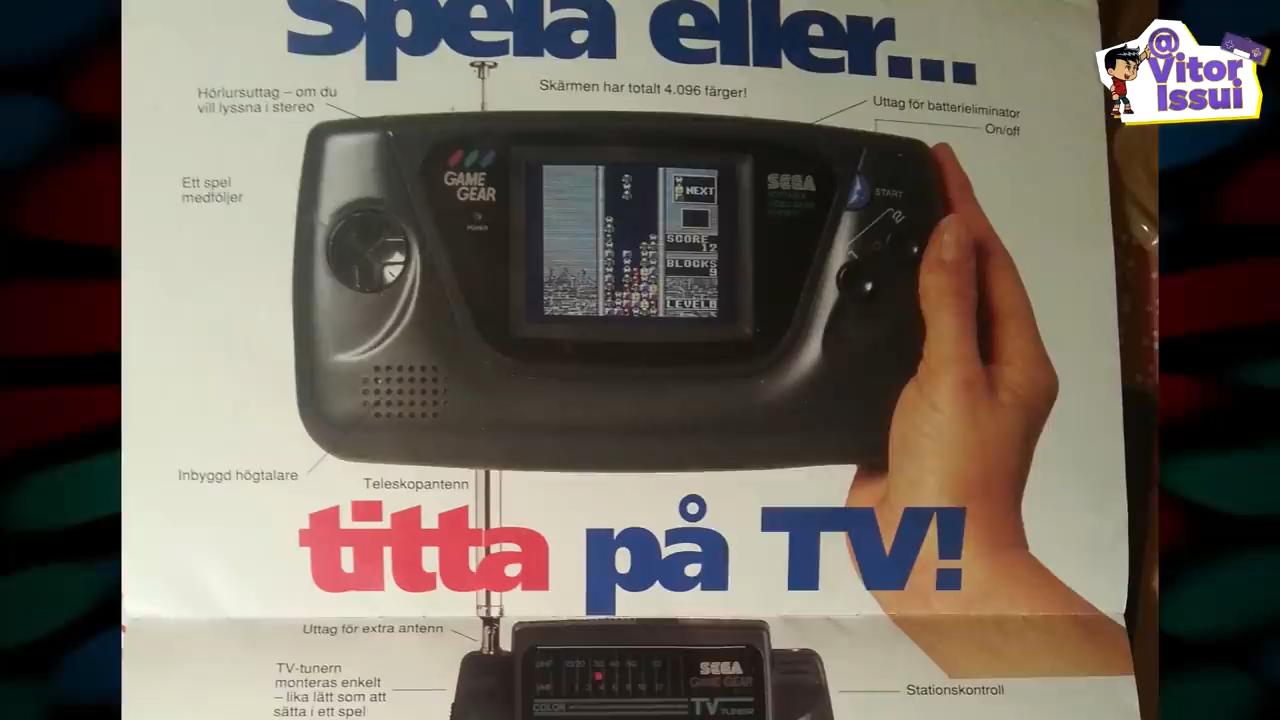 Spela eller...
@
Vitor
Issui
Hörlursuttag – om du
vill lyssna i stereo
Skärmen har totalt 4.096 färger!
Uttag för batterieliminator
On/off
Ett spel
medföljer
GAME
GEAR
POWER
SEGA
START
NEXT
SCORE
12
BLOCKS
9
LEVEL0
Inbyggd högtalare
Teleskopantenn
titta på TV!
Uttag för extra antenn
TV-tunern
monteras enkelt
– lika lätt som att
sätta i ett spel
SEGA
GAME GEAR
COLOR
TV TUNER
Stationskontroll